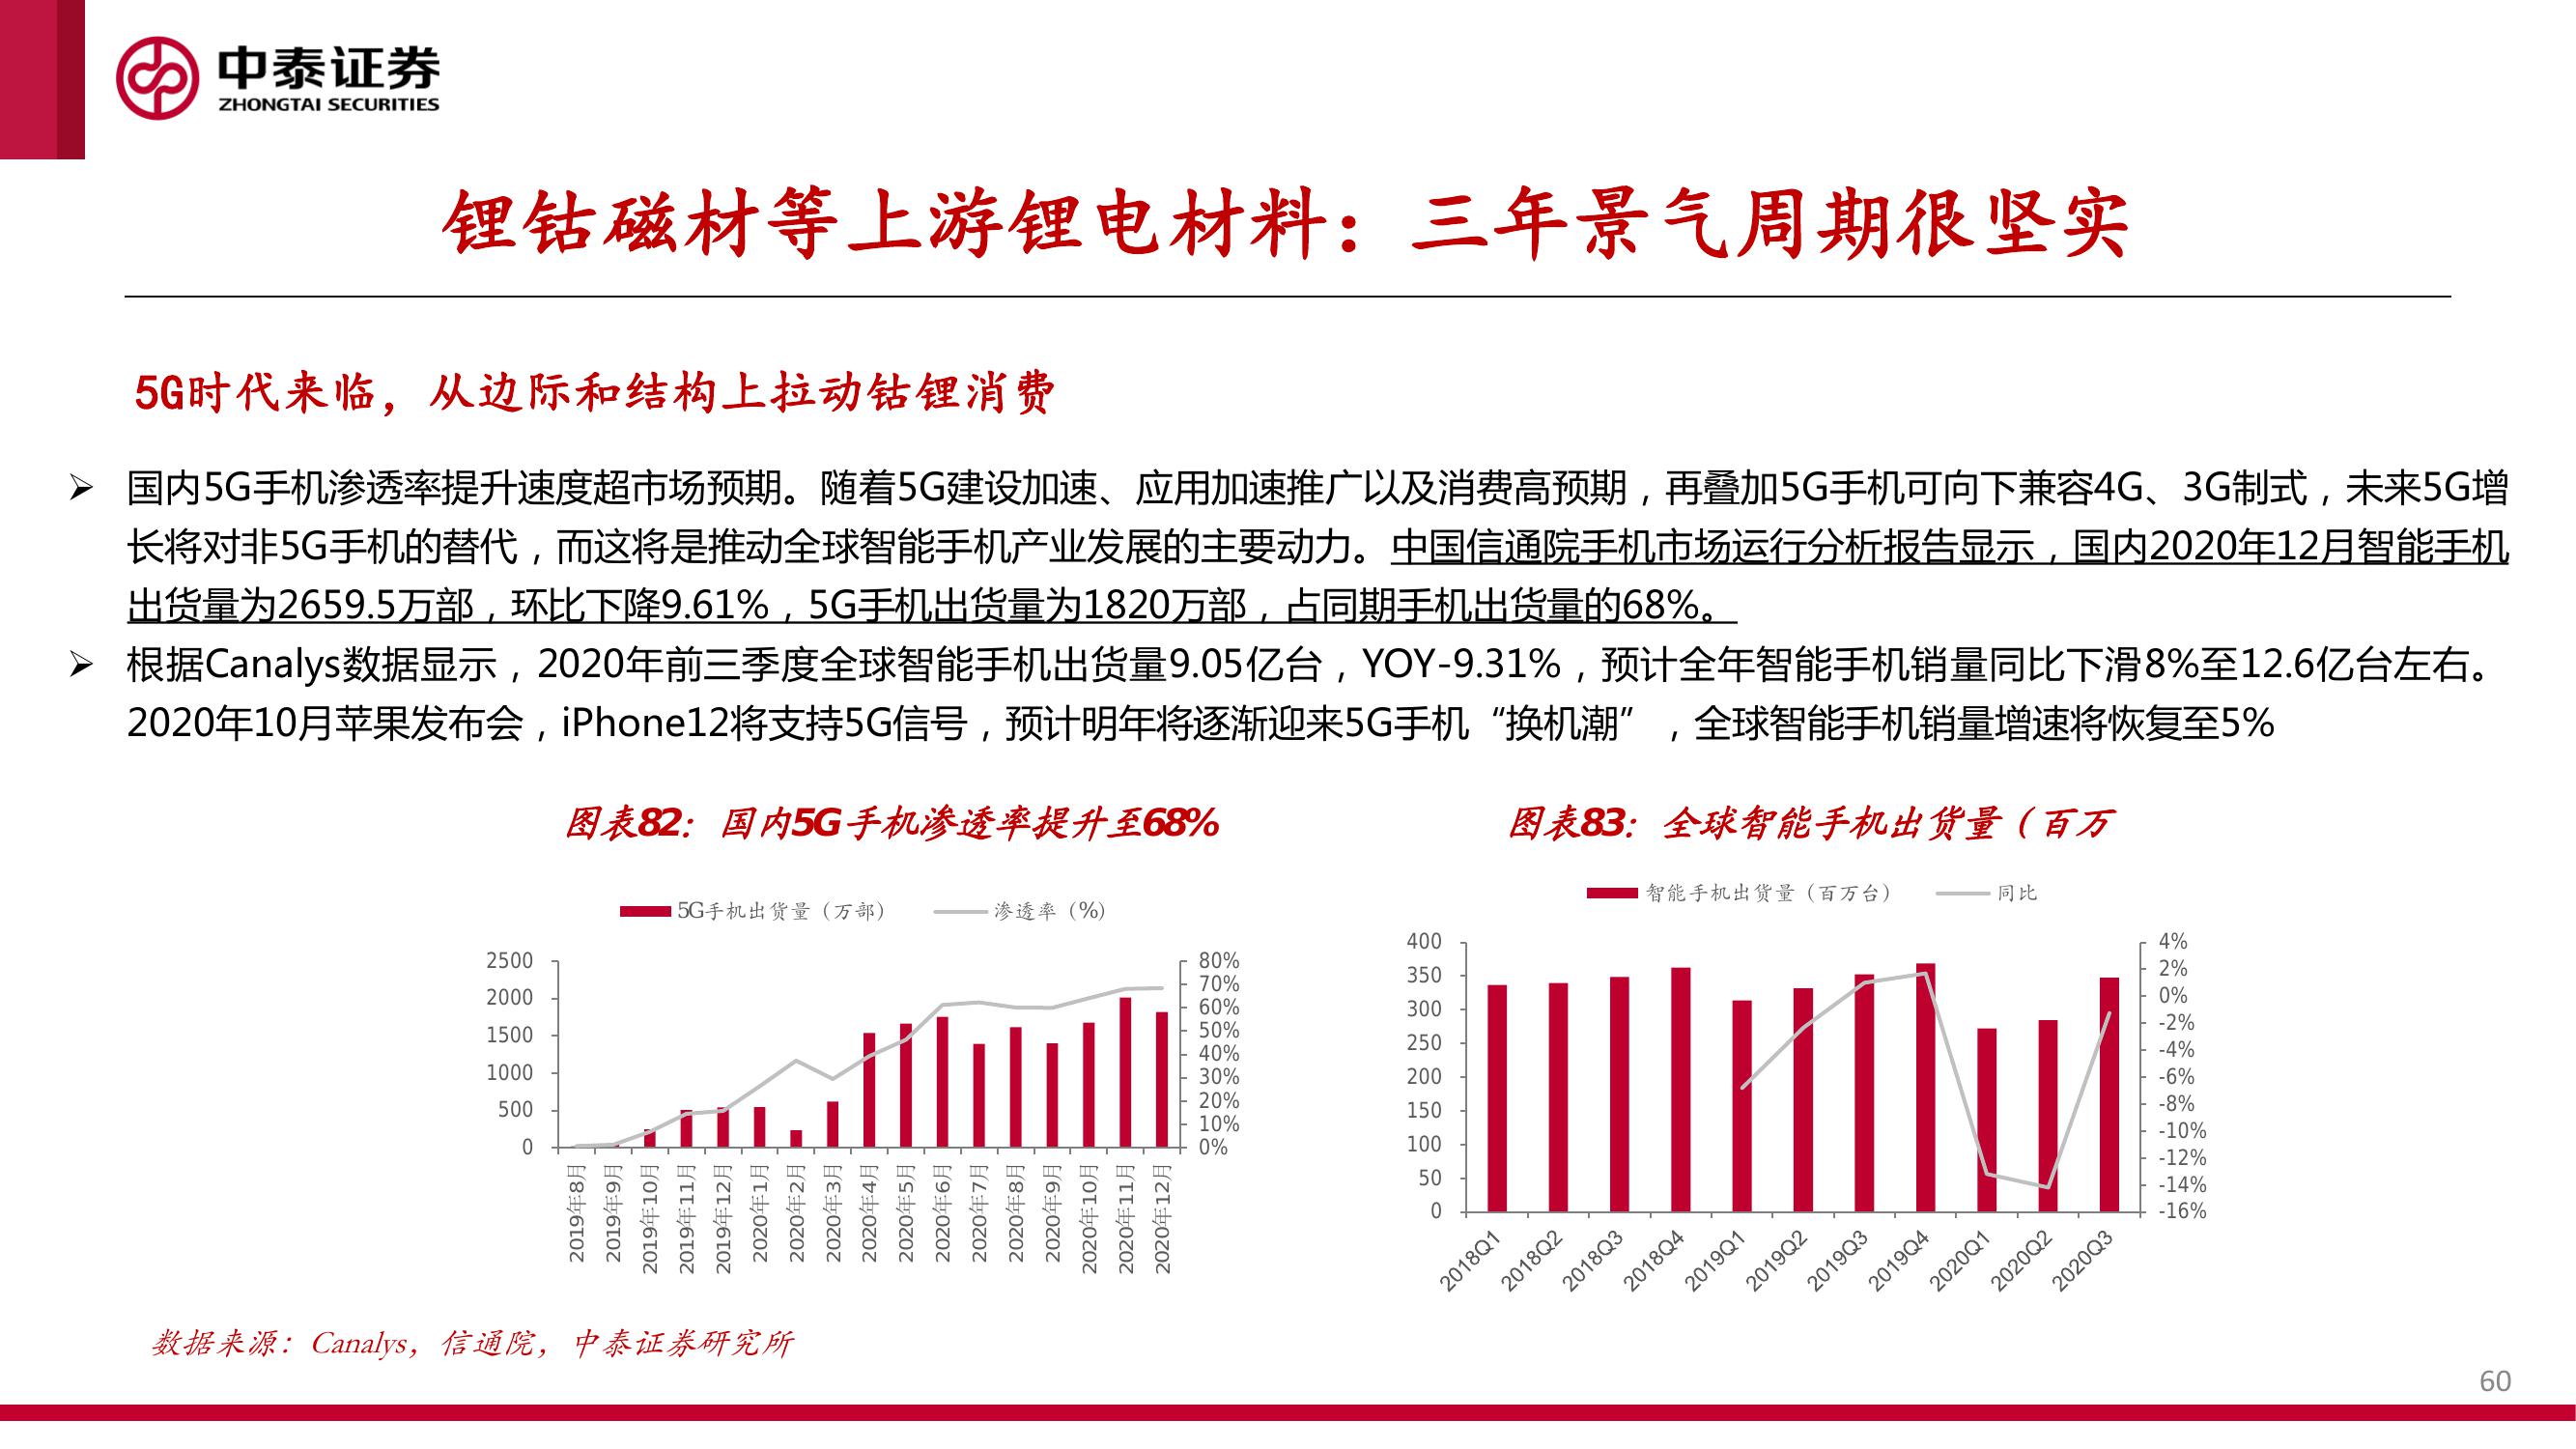 中泰证券
ZHONGTAI SECURITIES
锂钴磁材等上游锂电材料：三年景气周期很坚实
5G时代来临，从边际和结构上拉动钴锂消费
国内5G手机渗透率提升速度超市场预期。随着5G建设加速、应用加速推广以及消费高预期，再叠加5G手机可向下兼容4G、3G制式，未来5G增
长将对非5G手机的替代，而这将是推动全球智能手机产业发展的主要动力。中国信通院手机市场运行分析报告显示，国内2020年12月智能手机
出货量为2659.5万部，环比下降9.61%，5G手机出货量为1820万部，占同期手机出货量的68%。
根据Canalys数据显示，2020年前三季度全球智能手机出货量9.05亿台，YOY-9.31%，预计全年智能手机销量同比下滑8%至12.6亿台左右。
2020年10月苹果发布会，iPhone12将支持5G信号，预计明年将逐渐迎来5G手机“换机潮”，全球智能手机销量增速将恢复至5%
图表82：国内5G手机渗透率提升至68%
5G手机出货量（万部）
渗透率（%）
2500
2000
1500
1000
500
0
80%
70%
60%
50%
40%
30%
20%
10%
0%
2019年8月
2019年9月
2019年10月
2019年11月
2019年12月
2020年1月
2020年2月
2020年3月
2020年4月
2020年5月
2020年6月
2020年7月
2020年8月
2020年9月
2020年10月
2020年11月
2020年12月
图表83：全球智能手机出货量（百万
智能手机出货量（百万台）
同比
400
350
300
250
200
150
100
50
0
4%
2%
0%
-2%
-4%
-6%
-8%
-10%
-12%
-14%
-16%
2018Q1
2018Q2
2018Q3
2018Q4
2019Q1
2019Q2
2019Q3
2019Q4
2020Q1
2020Q2
2020Q3
数据来源：Canalys，信通院，中泰证券研究所
60